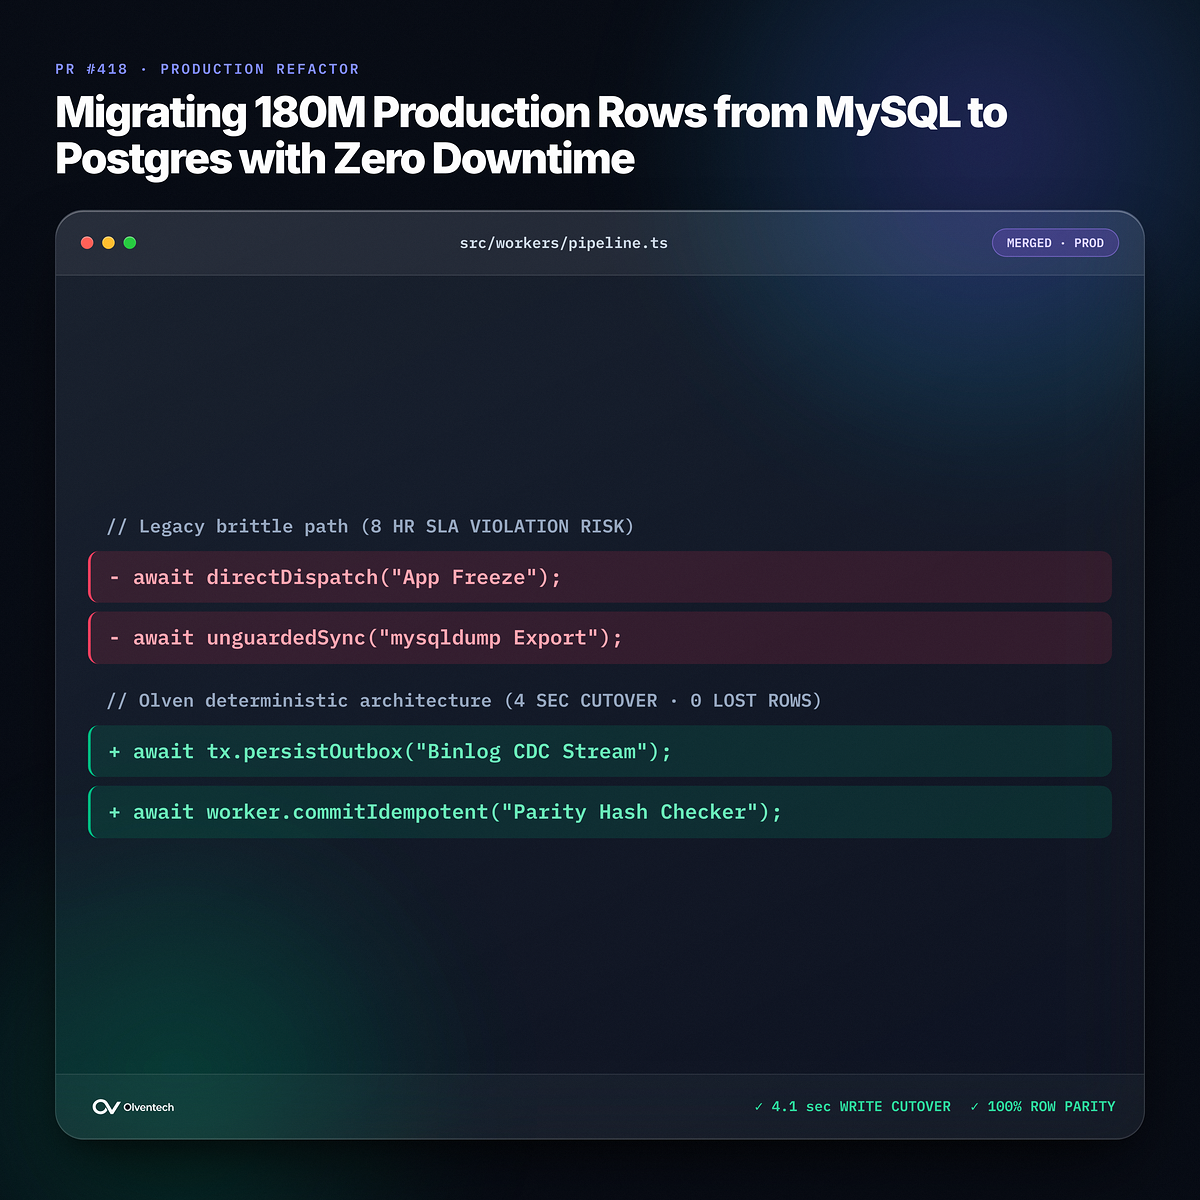 PR #418 · PRODUCTION REFACTOR
Migrating 180M Production Rows from MySQL to
Postgres with Zero Downtime
src/workers/pipeline.ts
MERGED · PROD
// Legacy brittle path (8 HR SLA VIOLATION RISK)
- await directDispatch("App Freeze");
- await unguardedSync("mysqldump Export");
// Olven deterministic architecture (4 SEC CUTOVER · 0 LOST ROWS)
+ await tx.persistOutbox("Binlog CDC Stream");
+ await worker.commitIdempotent("Parity Hash Checker");
Olventech
✓ 4.1 sec WRITE CUTOVER ✓ 100% ROW PARITY